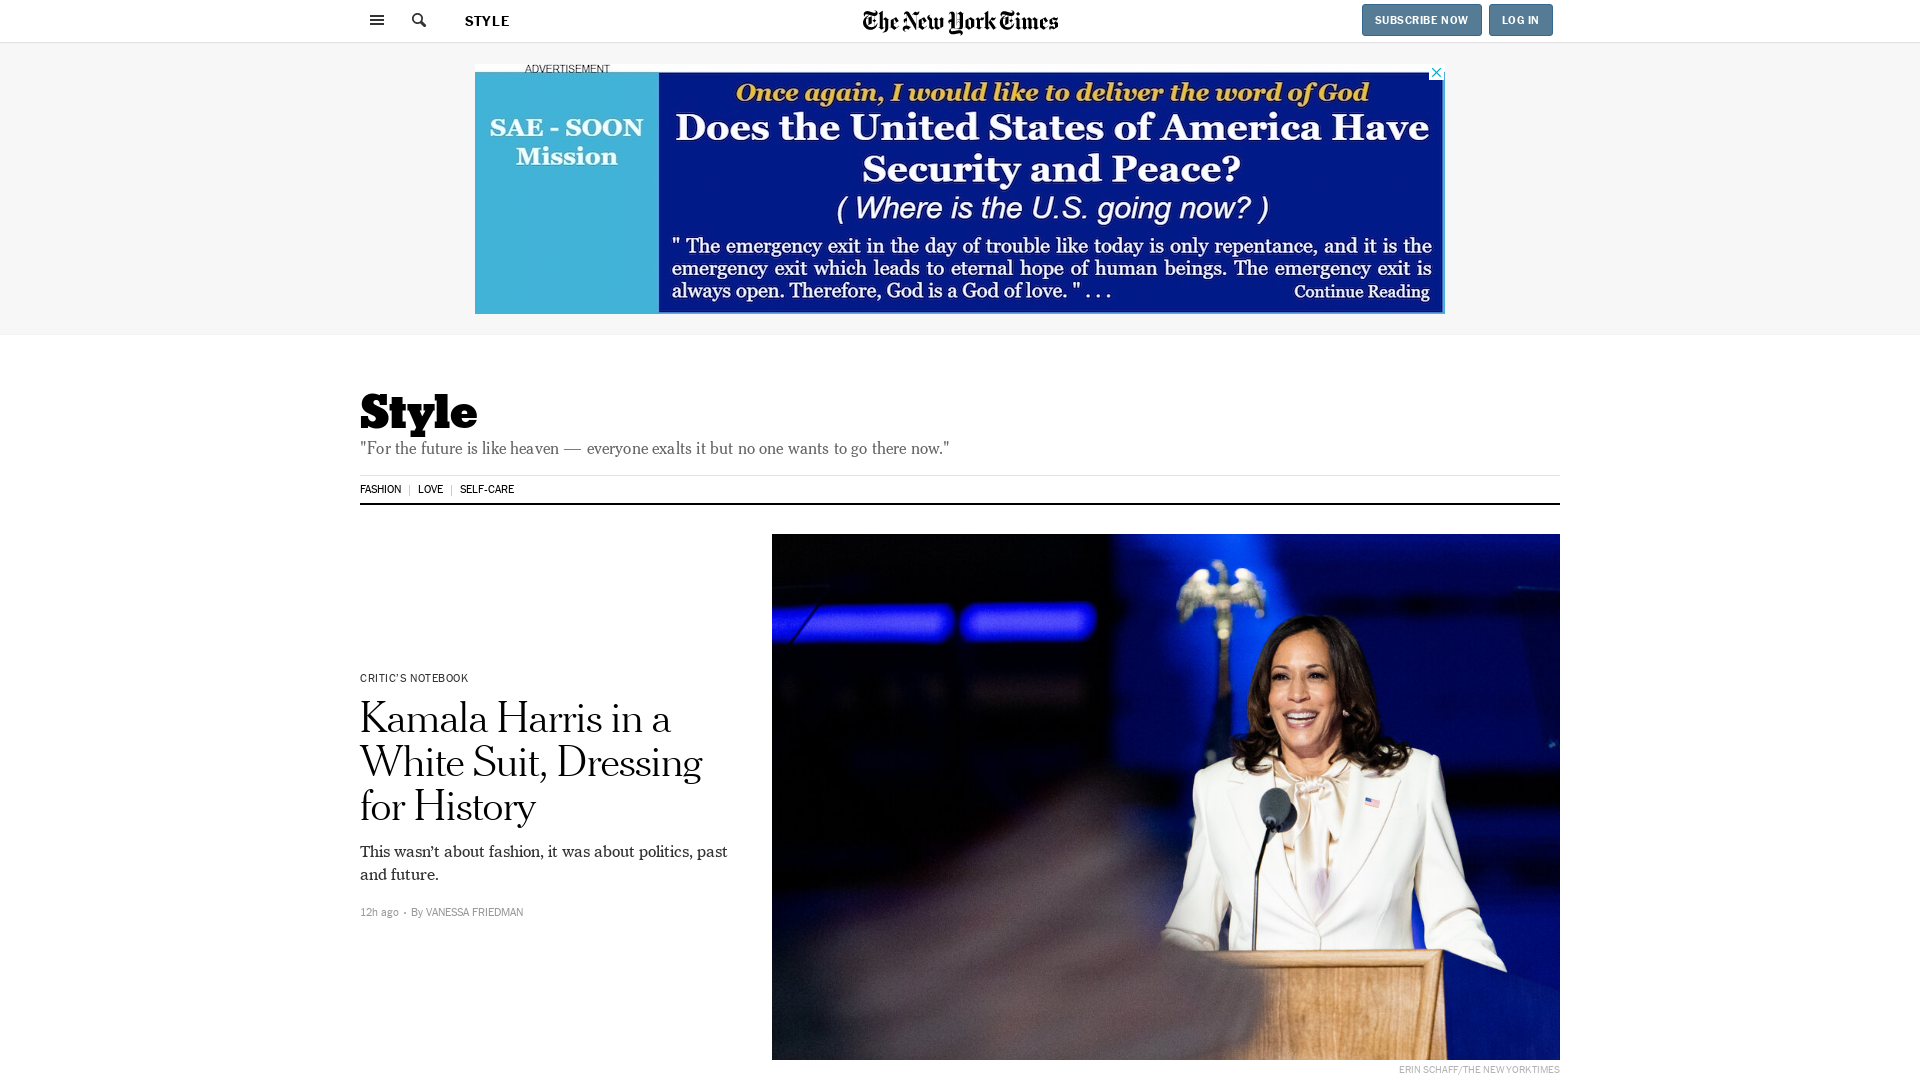 STYLE
The New York Times
SUBSCRIBE NOW
LOG IN
ADVERTISEMENT
SAE - SOON
Mission
Once again, I would like to deliver the word of God
Does the United States of America Have
Security and Peace?
( Where is the U.S. going now? )
" The emergency exit in the day of trouble like today is only repentance, and it is the
emergency exit which leads to eternal hope of human beings. The emergency exit is
always open. Therefore, God is a God of love. " . . .
Continue Reading
Style
"For the future is like heaven — everyone exalts it but no one wants to go there now."
FASHION | LOVE | SELF-CARE
CRITIC’S NOTEBOOK
Kamala Harris in a
White Suit, Dressing
for History
This wasn’t about fashion, it was about politics, past
and future.
12h ago · By VANESSA FRIEDMAN
ERIN SCHAFF/THE NEW YORK TIMES